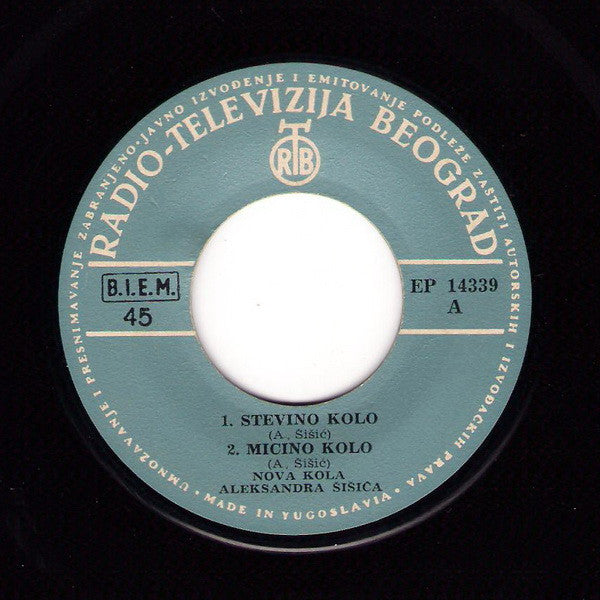 UMNOŽAVANJE I PRESNIMAVANJE ZABRANJENO · JAVNO IZVOĐENJE I EMITOVANJE PODLEŽE ZAŠTITI AUTORSKIH I IZVOĐAČKIH PRAVA
RADIO-TELEVIZIJA BEOGRAD
RTB
B.I.E.M.
45
EP 14339
A
1. STEVINO KOLO
(A. Šišić)
2. MICINO KOLO
(A. Šišić)
NOVA KOLA
ALEKSANDRA ŠIŠIĆA
· MADE IN YUGOSLAVIA ·